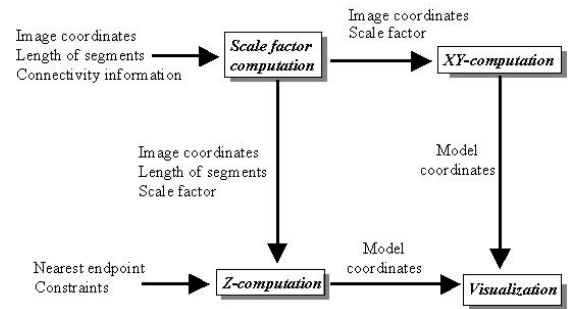 Image coordinates
Length of segments
Connectivity information
Scale factor
computation
Image coordinates
Scale factor
XY-computation
Image coordinates
Length of segments
Scale factor
Model
coordinates
Nearest endpoint
Constraints
Z-computation
Model
coordinates
Visualization